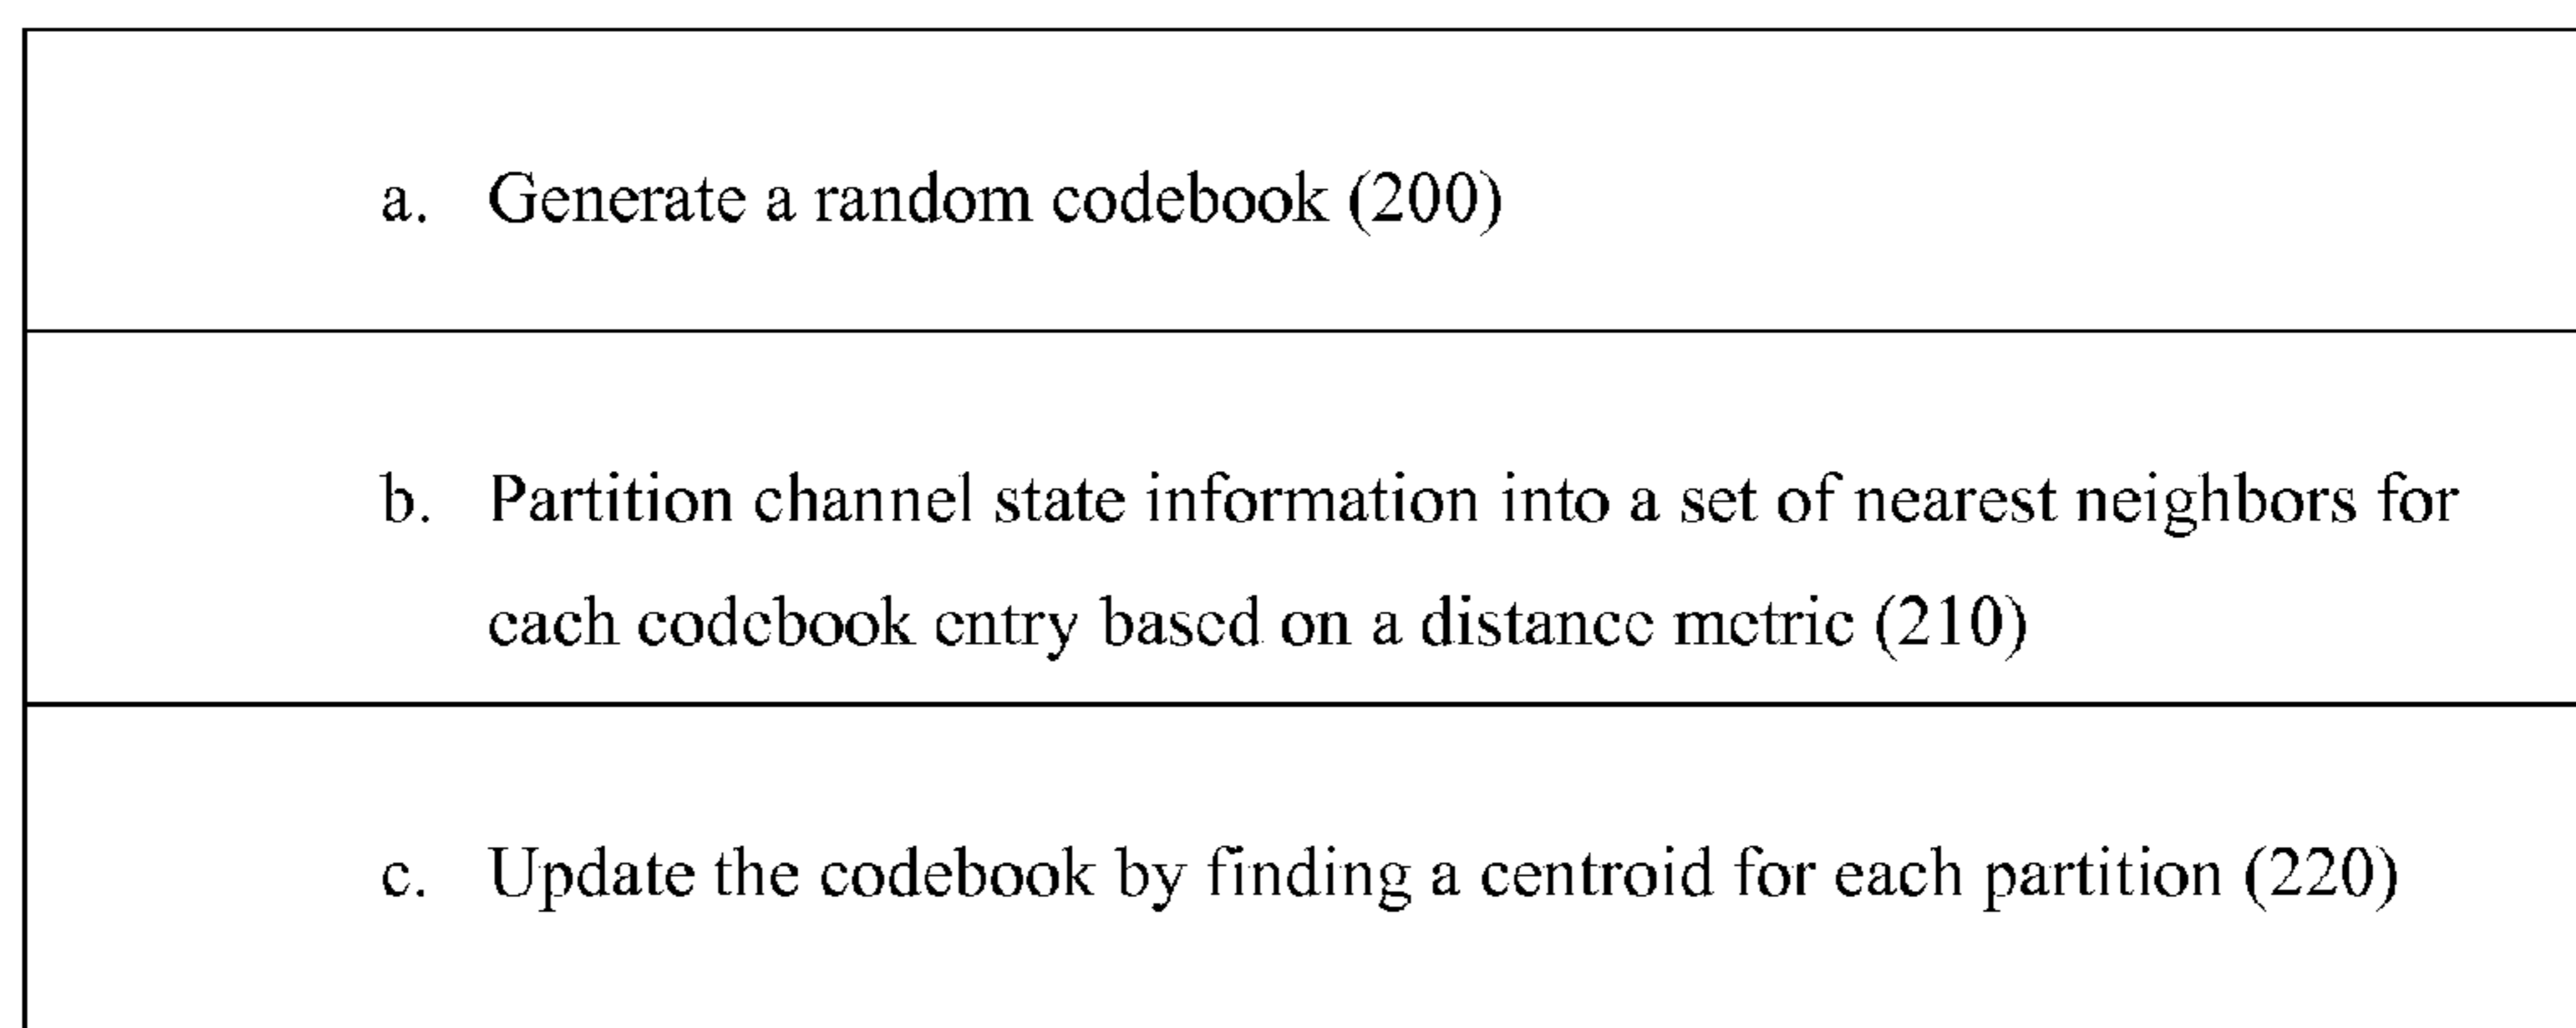 a. Generate a random codebook (200)
b. Partition channel state information into a set of nearest neighbors for
each codebook entry based on a distance metric (210)
c. Update the codebook by finding a centroid for each partition (220)